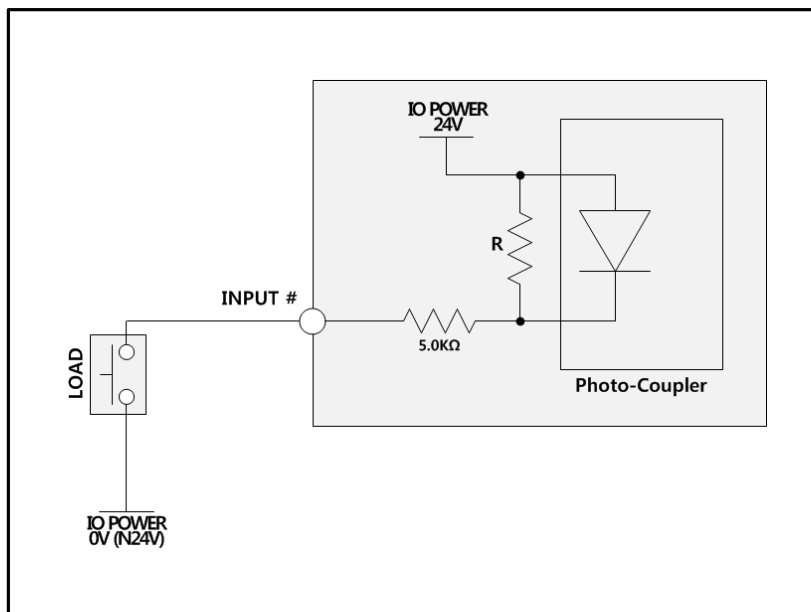 IO POWER
24V
R
INPUT #
5.0KΩ
LOAD
Photo-Coupler
IO POWER
0V (N24V)